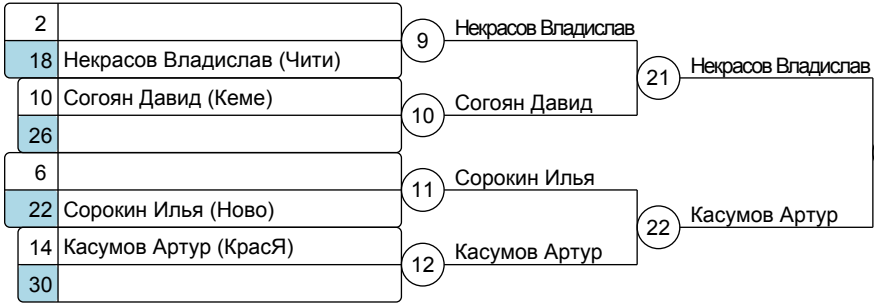 2
18 Некрасов Владислав (Чити)
10 Согоян Давид (Кеме)
26
6
22 Сорокин Илья (Ново)
14 Касумов Артур (КрасЯ)
30
9 Некрасов Владислав
10 Согоян Давид
11 Сорокин Илья
12 Касумов Артур
21 Некрасов Владислав
22 Касумов Артур